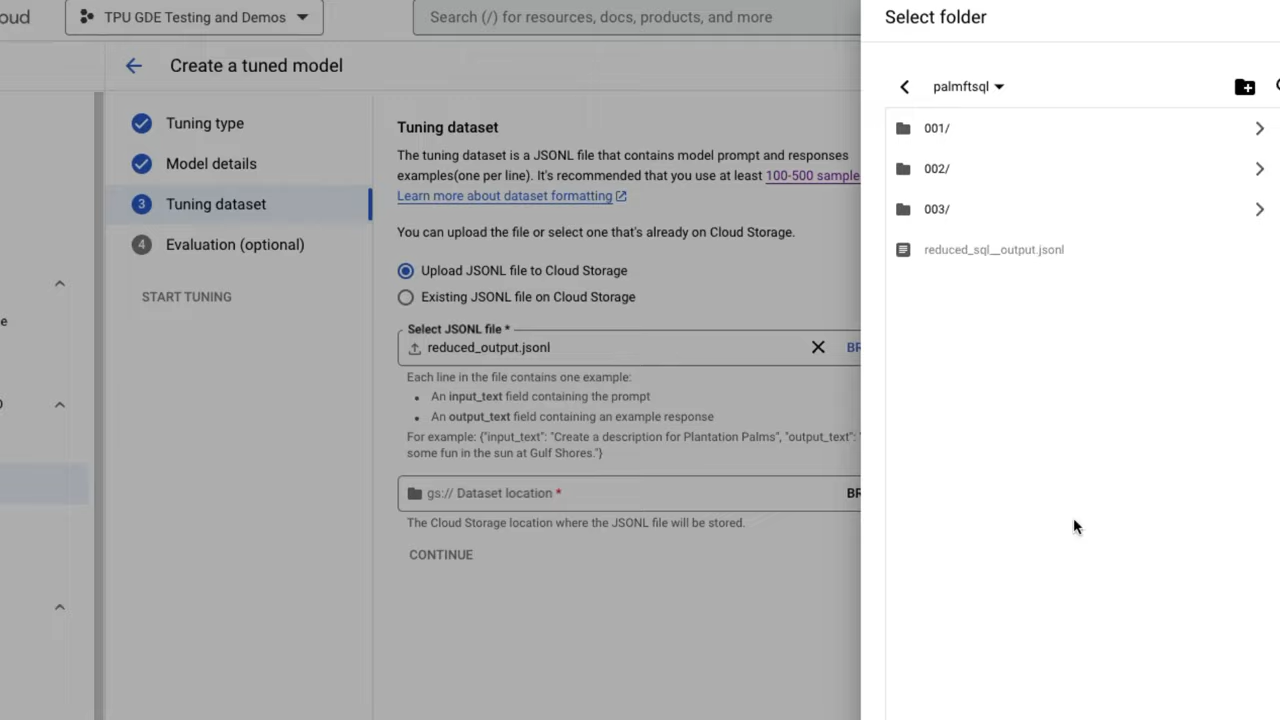 oud
TPU GDE Testing and Demos
Search (/) for resources, docs, products, and more
Select folder
Create a tuned model
palmftsql
Tuning type
Model details
3 Tuning dataset
4 Evaluation (optional)
START TUNING
Tuning dataset
The tuning dataset is a JSONL file that contains model prompt and responses
examples(one per line). It's recommended that you use at least 100-500 sample
Learn more about dataset formatting
You can upload the file or select one that's already on Cloud Storage.
Upload JSONL file to Cloud Storage
Existing JSONL file on Cloud Storage
Select JSONL file *
reduced_output.jsonl
BR
Each line in the file contains one example:
• An input_text field containing the prompt
• An output_text field containing an example response
For example: {"input_text": "Create a description for Plantation Palms", "output_text": "
some fun in the sun at Gulf Shores."}
gs:// Dataset location *
BR
The Cloud Storage location where the JSONL file will be stored.
CONTINUE
001/
002/
003/
reduced_sql__output.jsonl